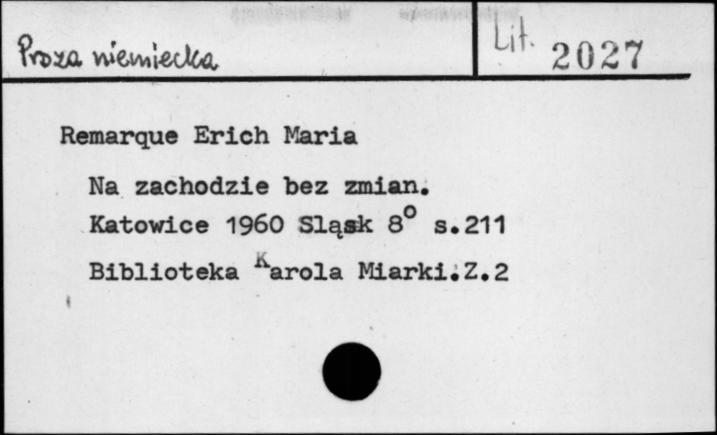 Proza niemiecka
Lit. 2027
Remarque Erich Maria
Na zachodzie bez zmian.
Katowice 1960 Sląsk 8° s.211
Biblioteka Karola Miarki.Z.2